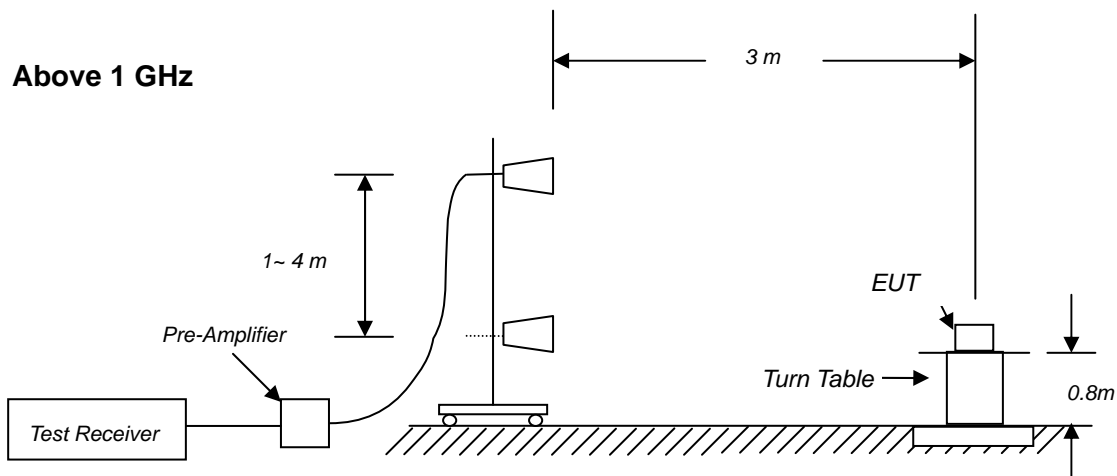 3 m
Above 1 GHz
1~ 4 m
EUT
Pre-Amplifier
Turn Table
0.8m
Test Receiver